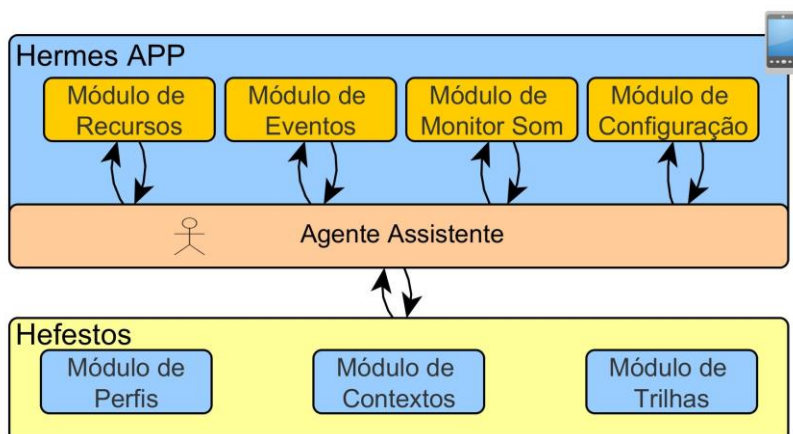 Hermes APP
Módulo de
Recursos
Módulo de
Eventos
Módulo de
Monitor Som
Módulo de
Configuração
Agente Assistente
Hefestos
Módulo de
Perfis
Módulo de
Contextos
Módulo de
Trilhas